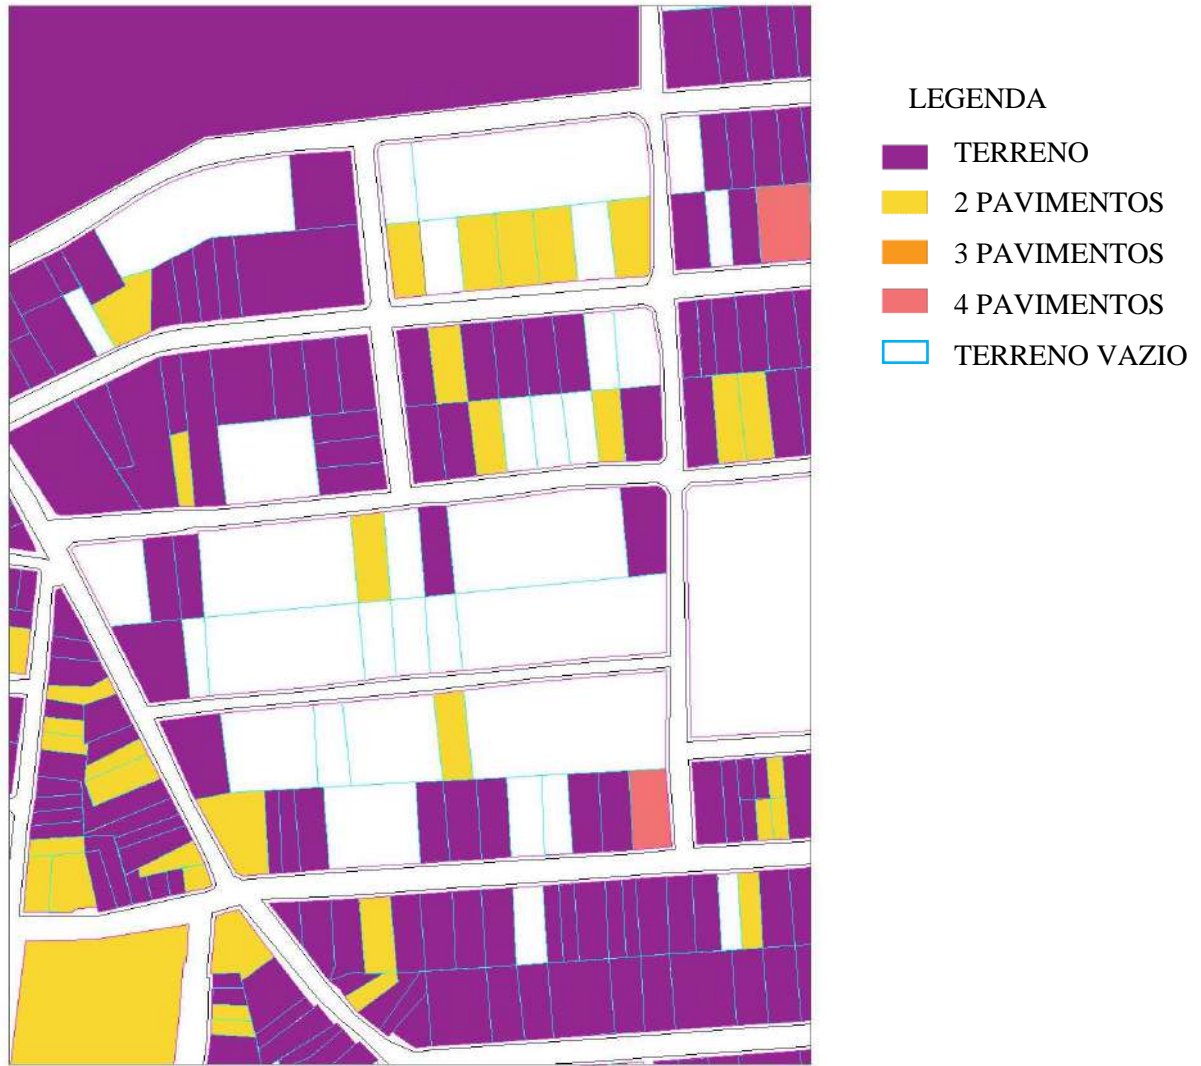 LEGENDA
TERRENO
2 PAVIMENTOS
3 PAVIMENTOS
4 PAVIMENTOS
TERRENO VAZIO